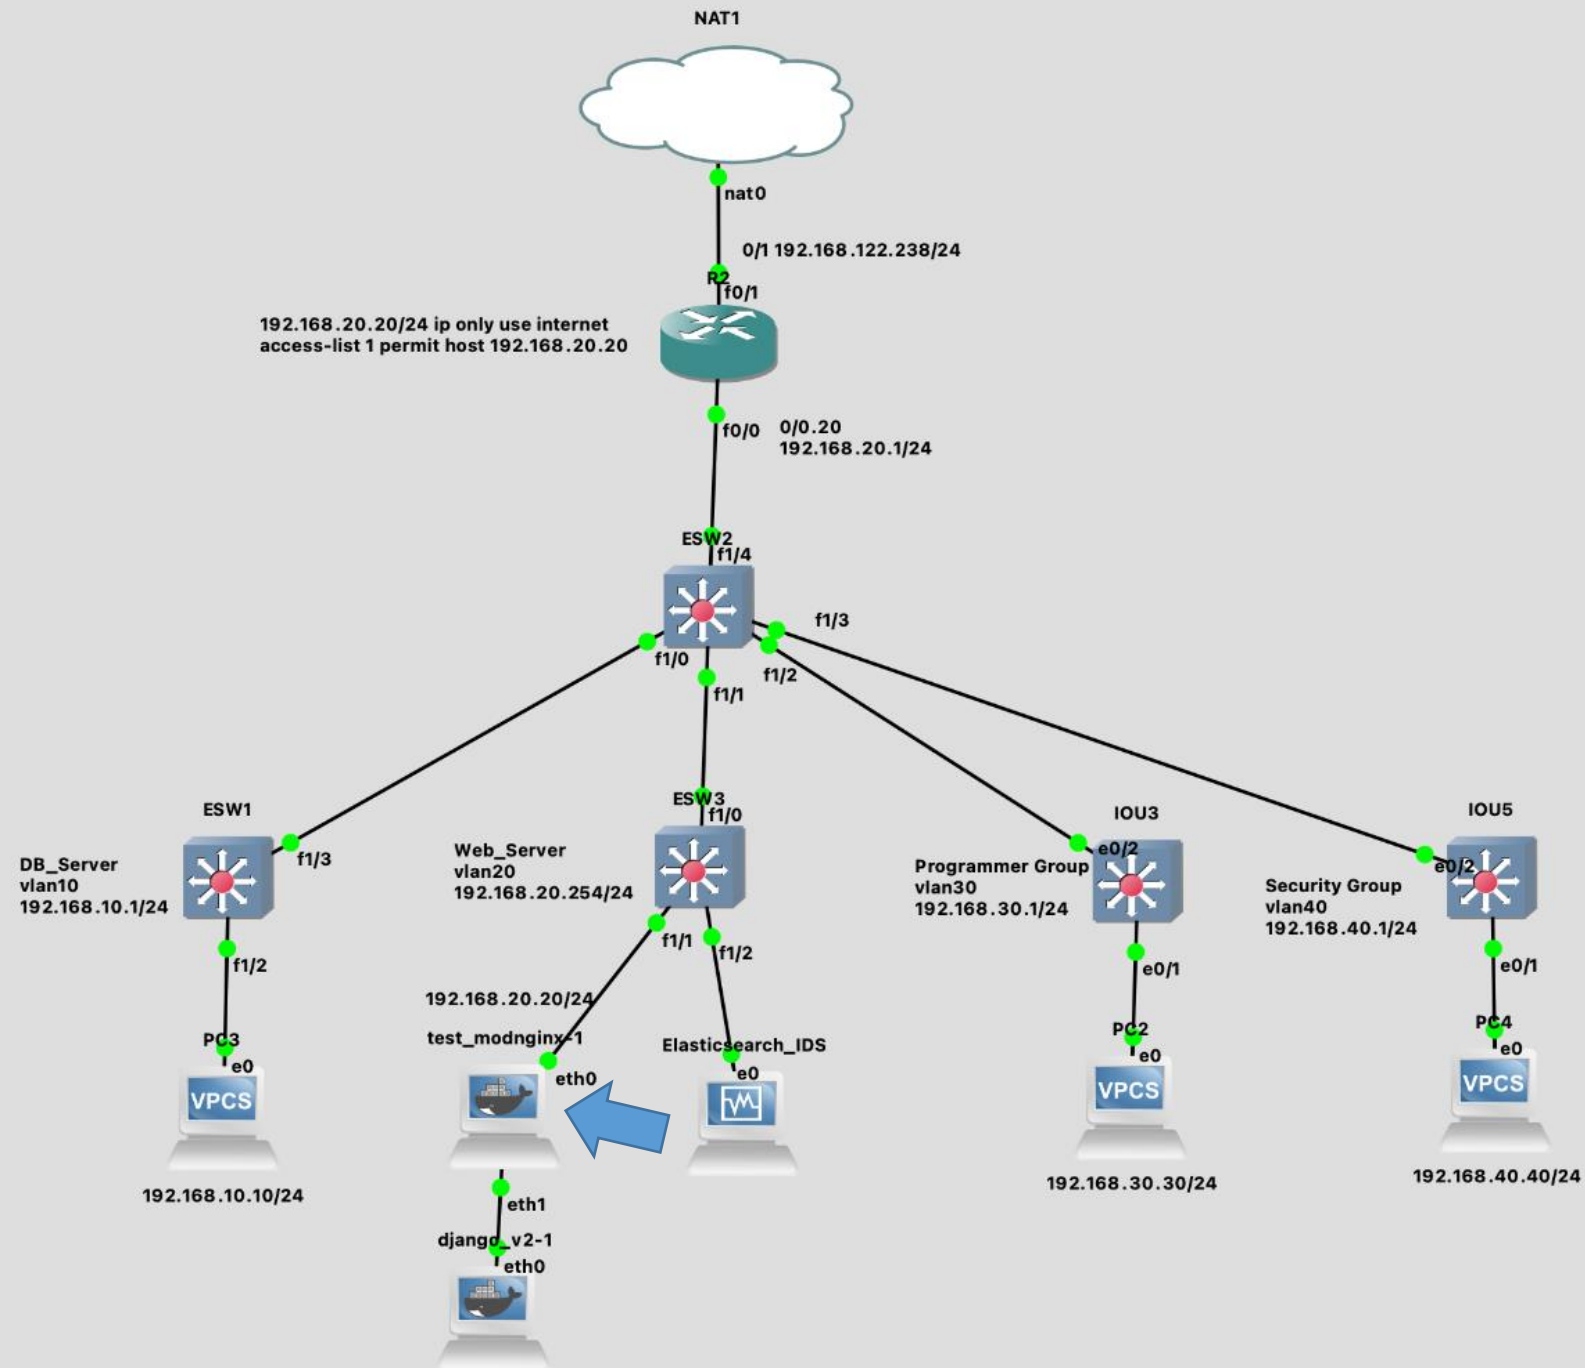 NAT1
nat0
0/1 192.168.122.238/24
R2
f0/1
192.168.20.20/24 ip only use internet
access-list 1 permit host 192.168.20.20
f0/0
0/0.20
192.168.20.1/24
ESW2
f1/4
f1/3
f1/0
f1/2
f1/1
ESW1
f1/3
DB_Server
vlan10
192.168.10.1/24
f1/2
PC3
e0
VPCS
192.168.10.10/24
ESW3
f1/0
Web_Server
vlan20
192.168.20.254/24
f1/1
f1/2
192.168.20.20/24
test_modnginx-1
eth0
Elasticsearch_IDS
e0
eth1
django_v2-1
eth0
IOU3
e0/2
Programmer Group
vlan30
192.168.30.1/24
e0/1
PC2
e0
VPCS
192.168.30.30/24
IOU5
e0/2
Security Group
vlan40
192.168.40.1/24
e0/1
PC4
e0
VPCS
192.168.40.40/24